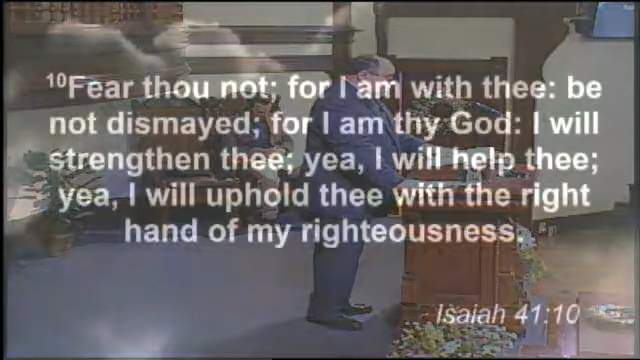 ¹⁰Fear thou not; for I am with thee: be
not dismayed; for I am thy God: I will
strengthen thee; yea, I will help thee;
yea, I will uphold thee with the right
hand of my righteousness.
Isaiah 41:10